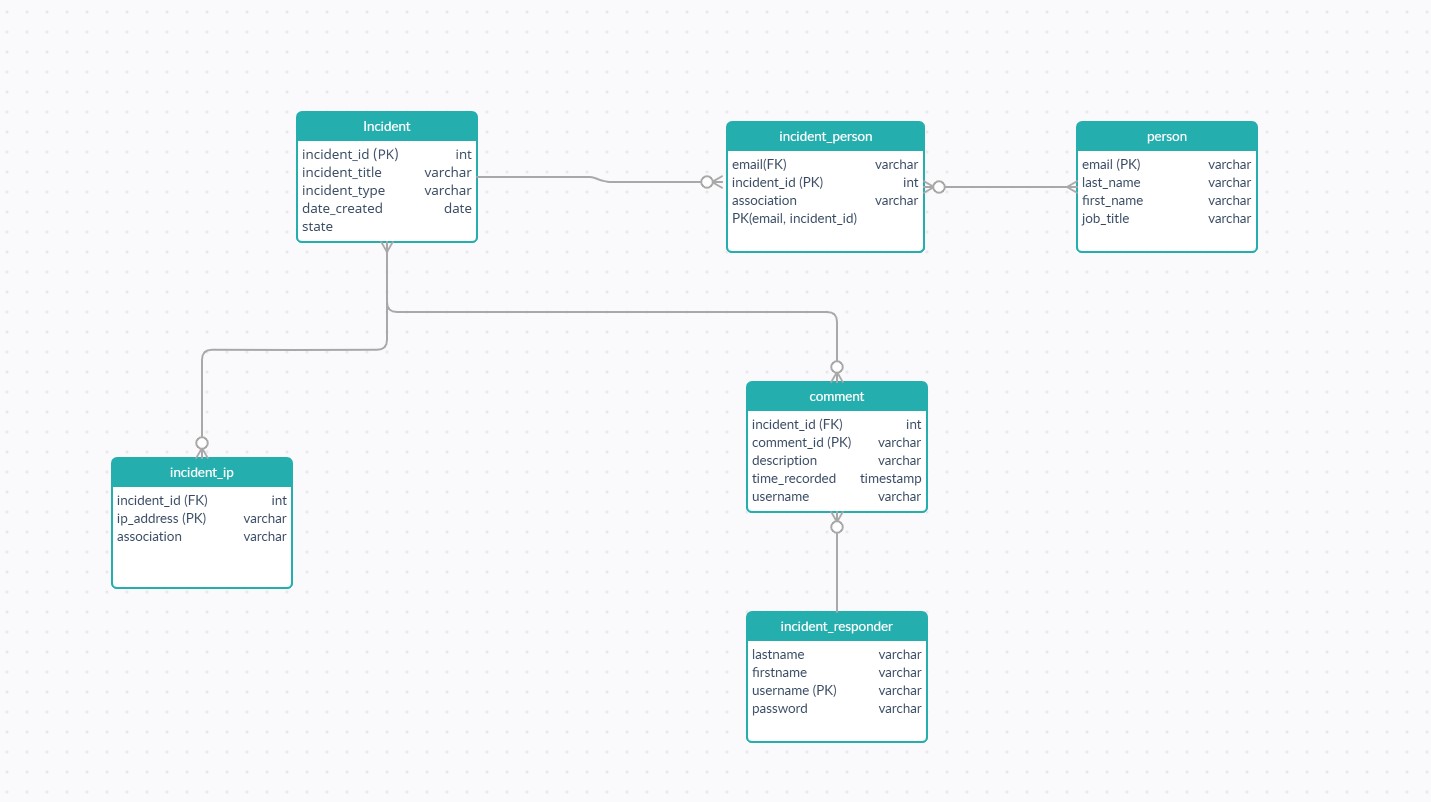 Incident
incident_id (PK) int
incident_title varchar
incident_type varchar
date_created date
state
incident_person
email(FK) varchar
incident_id (PK) int
association varchar
PK(email, incident_id)
person
email (PK) varchar
last_name varchar
first_name varchar
job_title varchar
comment
incident_id (FK) int
comment_id (PK) varchar
description varchar
time_recorded timestamp
username varchar
incident_ip
incident_id (FK) int
ip_address (PK) varchar
association varchar
incident_responder
lastname varchar
firstname varchar
username (PK) varchar
password varchar